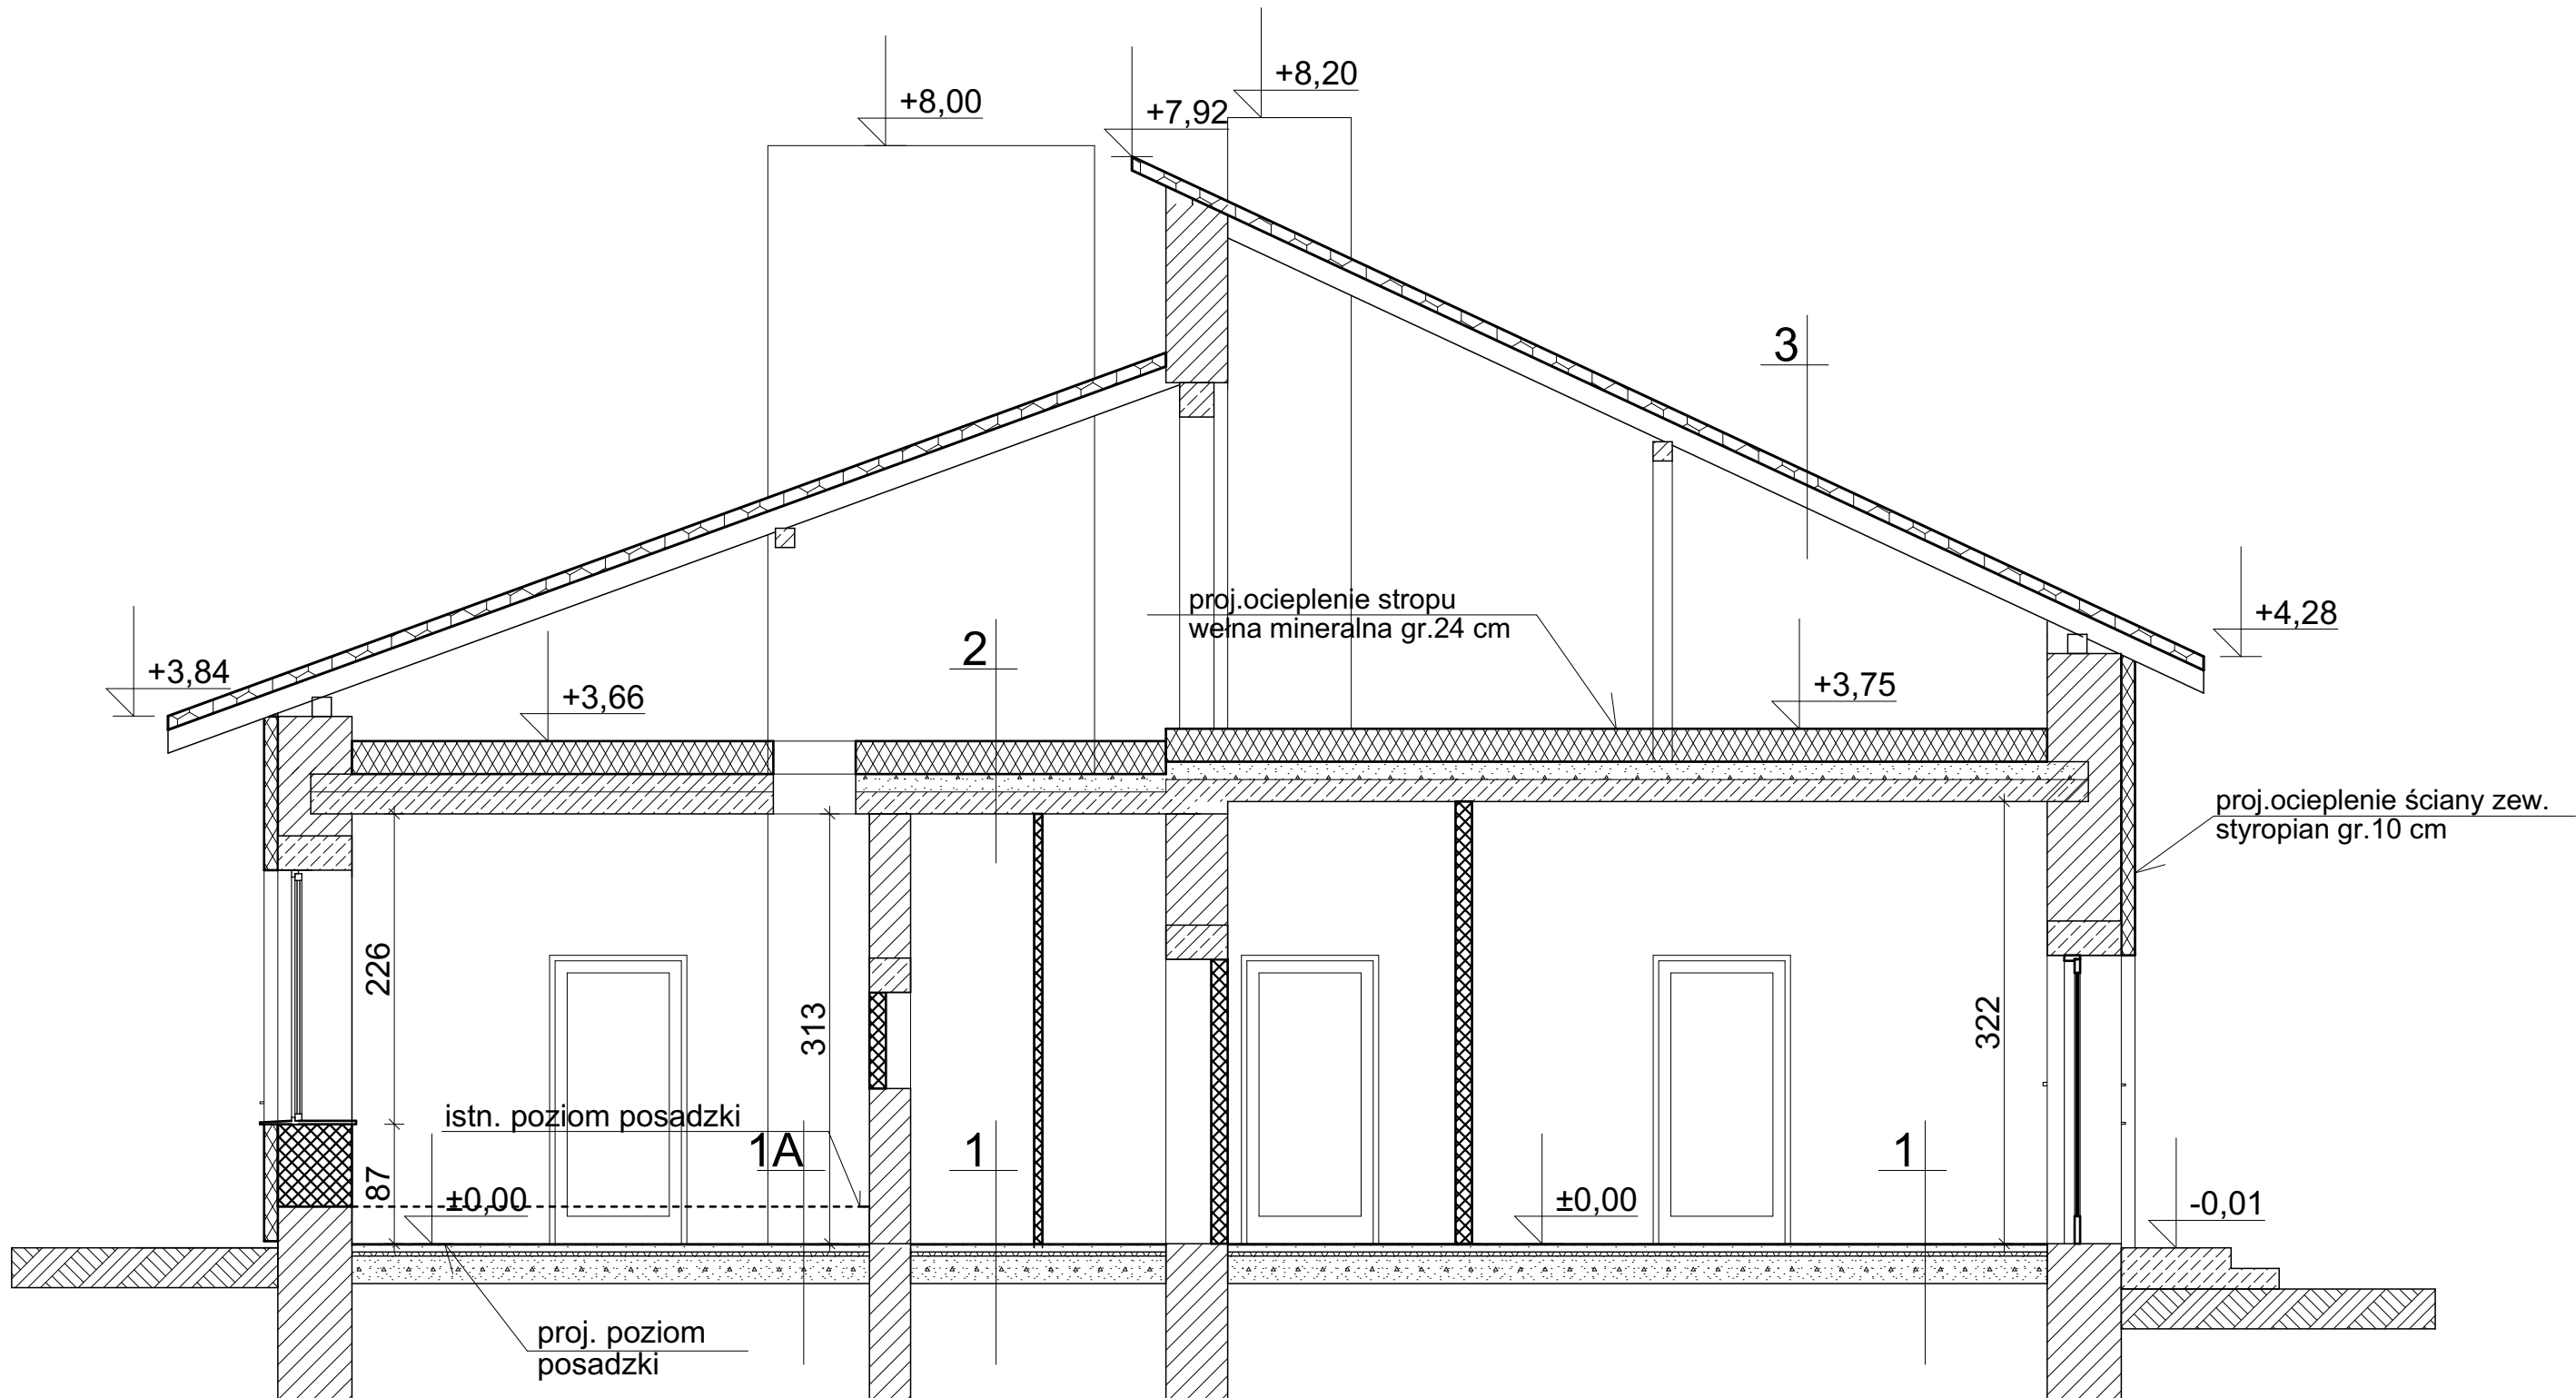 +8,20
+8,00
+7,92
3
proj.ocieplenie stropu
wełna mineralna gr.24 cm
+4,28
2
+3,84
+3,66
+3,75
proj.ocieplenie ściany zew.
styropian gr.10 cm
226
313
322
istn. poziom posadzki
1A
1
1
87
±0,00
±0,00
-0,01
proj. poziom
posadzki